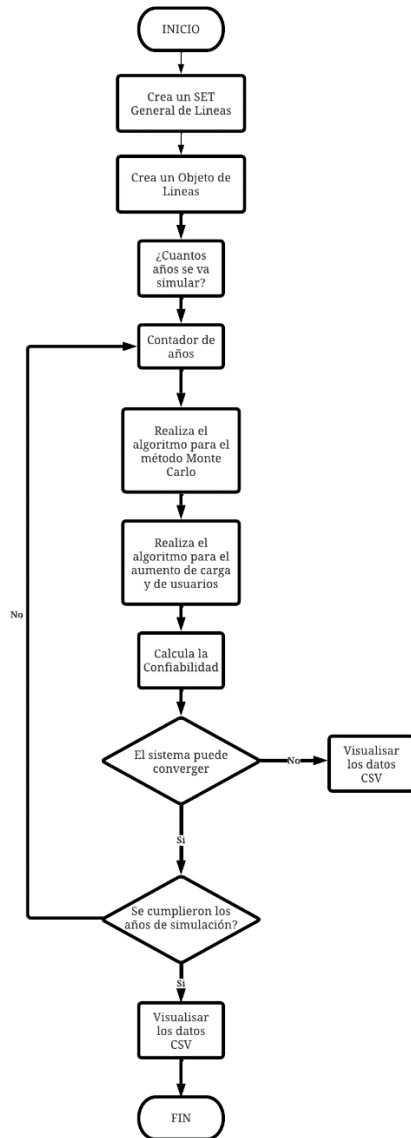 INICIO
Crea un SET
General de Lineas
Crea un Objeto de
Lineas
¿Cuantos
años se va
simular?
Contador de
años
Realiza el
algoritmo para el
método Monte
Carlo
Realiza el
algoritmo para el
aumento de carga
y de usuarios
No
Calcula la
Confiabilidad
El sistema puede
converger
No
Visualisar
los datos
CSV
Si
Se cumplieron los
años de simulación?
Si
Visualisar
los datos
CSV
FIN